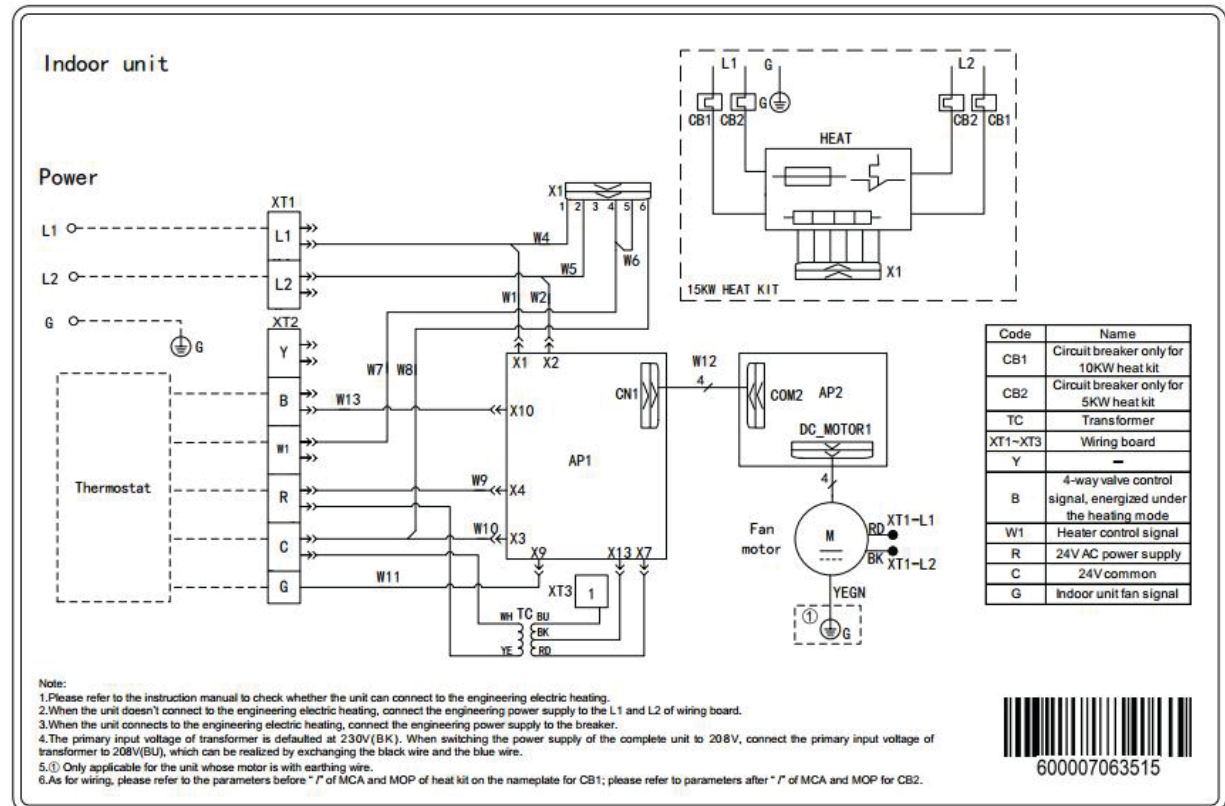 Indoor unit
Power
L1
L2
G
G
XT1
L1
L2
XT2
Y
B
W1
R
C
G
Thermostat
X1
1 2 3 4 5 6
W4
W5
W6
W1
W2
W7
W8
W13
W9
W10
W11
X1 X2
X10
X4
X3
X9
X13 X7
AP1
CN1
W12
4
COM2
AP2
DC_MOTOR1
4
Fan
motor
M
RD
XT1-L1
BK
XT1-L2
YEGN
①
G
XT3
1
WH
TC
BU
BK
YE
RD
L1
G
L2
G
CB1
CB2
CB2
CB1
HEAT
X1
15KW HEAT KIT
Code Name
CB1 Circuit breaker only for
10KW heat kit
CB2 Circuit breaker only for
5KW heat kit
TC Transformer
XT1~XT3 Wiring board
Y —
B 4-way valve control
signal, energized under
the heating mode
W1 Heater control signal
R 24V AC power supply
C 24V common
G Indoor unit fan signal
Note:
1.Please refer to the instruction manual to check whether the unit can connect to the engineering electric heating.
2.When the unit doesn't connect to the engineering electric heating, connect the engineering power supply to the L1 and L2 of wiring board.
3.When the unit connects to the engineering electric heating, connect the engineering power supply to the breaker.
4.The primary input voltage of transformer is defaulted at 230V(BK). When switching the power supply of the complete unit to 208V, connect the primary input voltage of
transformer to 208V(BU), which can be realized by exchanging the black wire and the blue wire.
5.① Only applicable for the unit whose motor is with earthing wire.
6.As for wiring, please refer to the parameters before "/" of MCA and MOP of heat kit on the nameplate for CB1; please refer to parameters after "/" of MCA and MOP for CB2.
600007063515